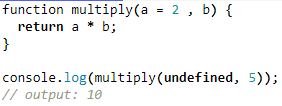 function multiply(a = 2 , b) {
  return a * b;
}
console.log(multiply(undefined, 5));
// output: 10